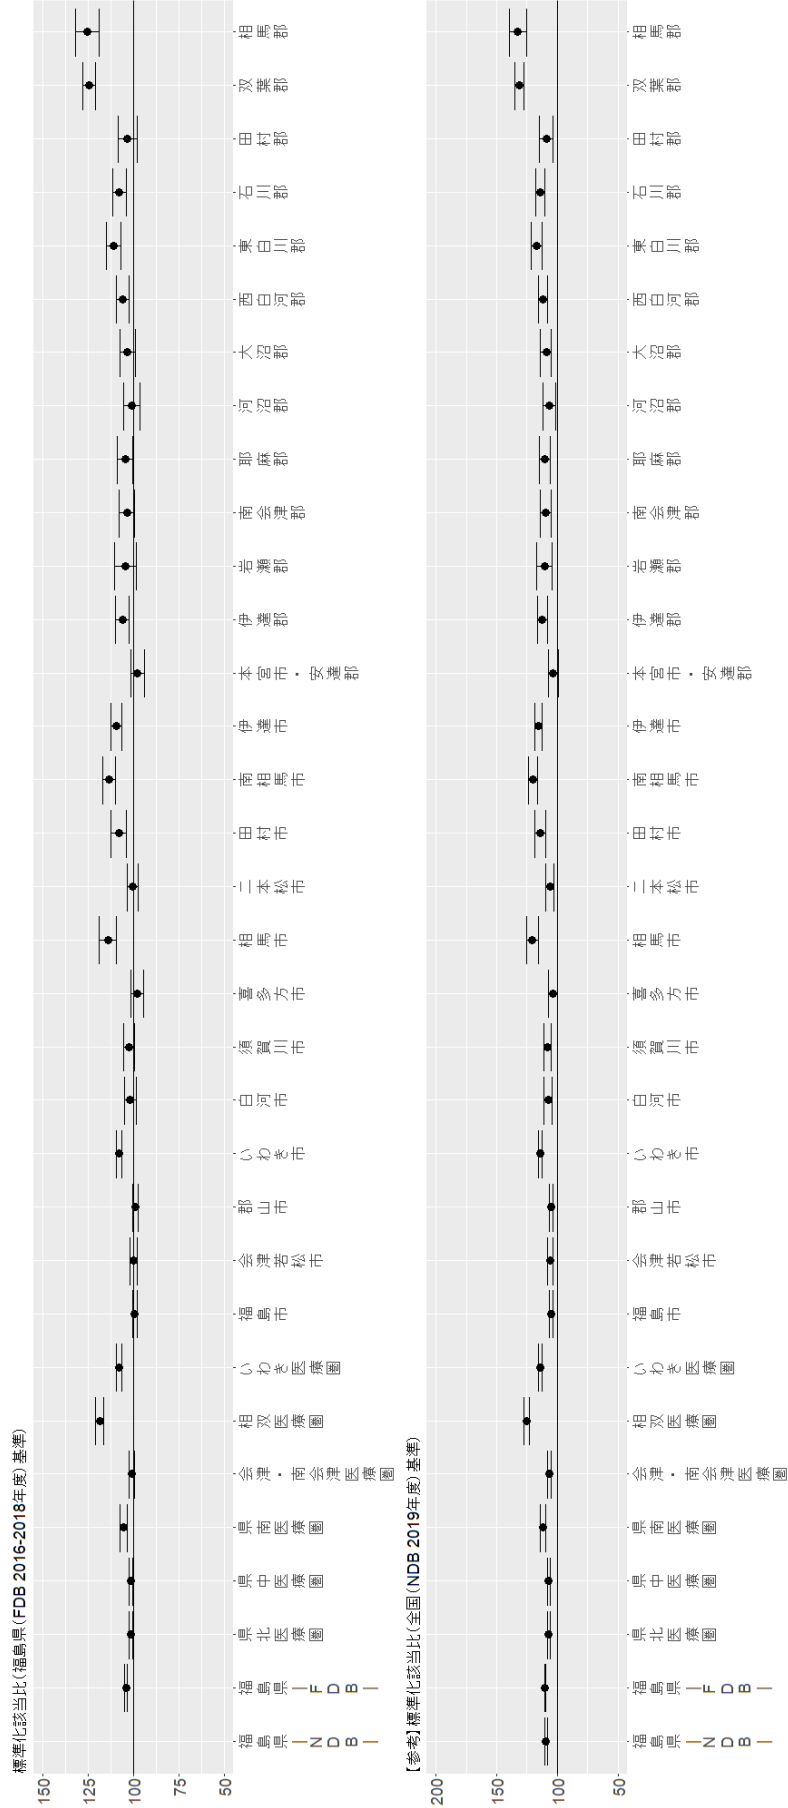 標準化該当比(福島県(FDB 2016-2018年度)基準)
150
125
100
75
50
福島県(NDB)
福島県(FDB)
県北医療圏
県中医療圏
県南医療圏
会津・南会津医療圏
相双医療圏
いわき医療圏
福島市
会津若松市
郡山市
いわき市
白河市
須賀川市
喜多方市
相馬市
二本松市
田村市
南相馬市
伊達市
本宮市・安達郡
伊達郡
岩瀬郡
南会津郡
耶麻郡
河沼郡
大沼郡
西白河郡
東白川郡
石川郡
田村郡
双葉郡
相馬郡
【参考】標準化該当比(全国(NDB 2019年度)基準)
200
150
100
50
福島県(NDB)
福島県(FDB)
県北医療圏
県中医療圏
県南医療圏
会津・南会津医療圏
相双医療圏
いわき医療圏
福島市
会津若松市
郡山市
いわき市
白河市
須賀川市
喜多方市
相馬市
二本松市
田村市
南相馬市
伊達市
本宮市・安達郡
伊達郡
岩瀬郡
南会津郡
耶麻郡
河沼郡
大沼郡
西白河郡
東白川郡
石川郡
田村郡
双葉郡
相馬郡